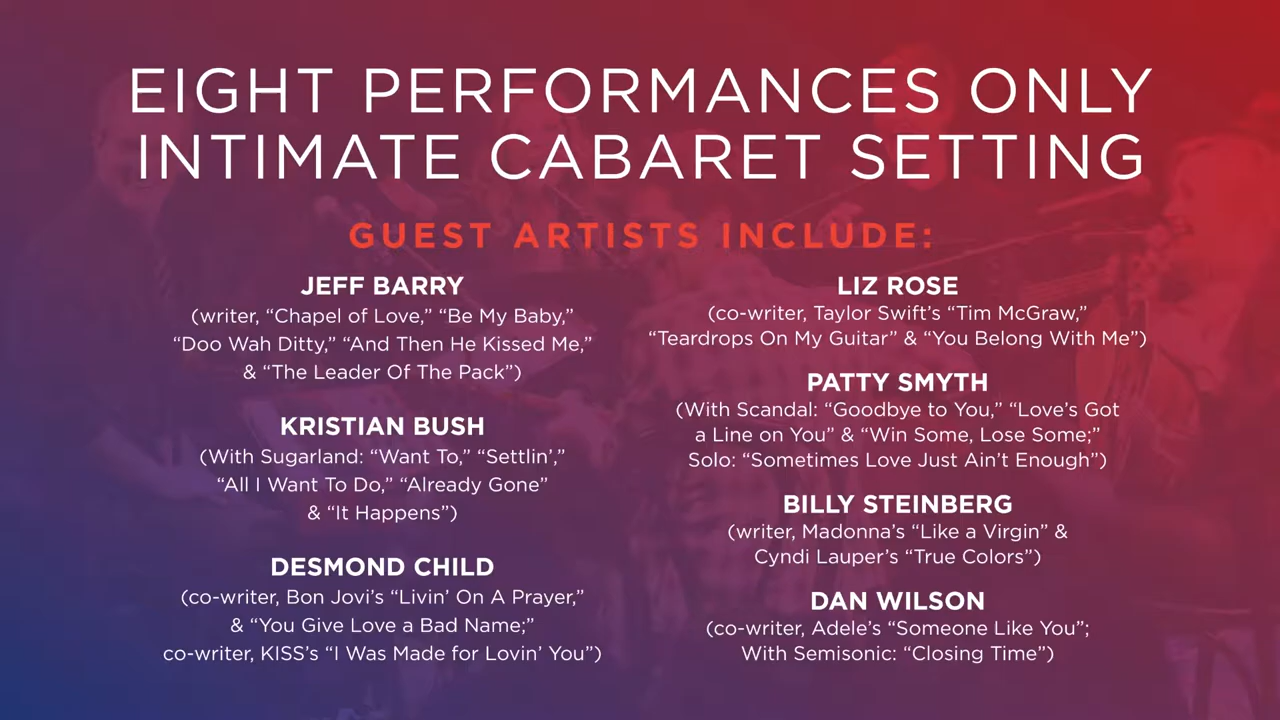 EIGHT PERFORMANCES ONLY
INTIMATE CABARET SETTING
GUEST ARTISTS INCLUDE:
JEFF BARRY
(writer, “Chapel of Love,” “Be My Baby,”
“Doo Wah Ditty,” “And Then He Kissed Me,”
& “The Leader Of The Pack”)
KRISTIAN BUSH
(With Sugarland: “Want To,” “Settlin’,”
“All I Want To Do,” “Already Gone”
& “It Happens”)
DESMOND CHILD
(co-writer, Bon Jovi’s “Livin’ On A Prayer,”
& “You Give Love a Bad Name;”
co-writer, KISS’s “I Was Made for Lovin’ You”)
LIZ ROSE
(co-writer, Taylor Swift’s “Tim McGraw,”
“Teardrops On My Guitar” & “You Belong With Me”)
PATTY SMYTH
(With Scandal: “Goodbye to You,” “Love’s Got
a Line on You” & “Win Some, Lose Some;”
Solo: “Sometimes Love Just Ain’t Enough”)
BILLY STEINBERG
(writer, Madonna’s “Like a Virgin” &
Cyndi Lauper’s “True Colors”)
DAN WILSON
(co-writer, Adele’s “Someone Like You”;
With Semisonic: “Closing Time”)